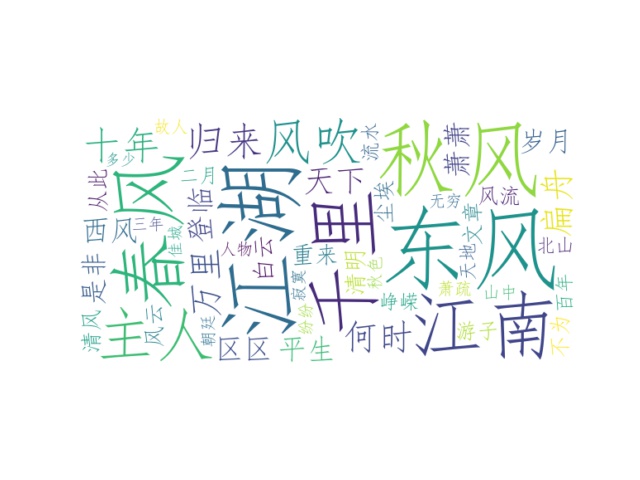 故人
十年
多少
归来
风吹
流水
秋风
萧萧
岁月
从此
春风
二月
登临
江湖
天下
千里
尘埃
无穷
风流
扁舟
是非
西风
三年
佳城
万里
人物
白云
重来
清明
秋色
寂寞
东风
文章
天地
北山
清风
风云
主人
朝廷
纷纷
区区
平生
峥嵘
何时
萧疏
山中
江南
游子
百年
不为